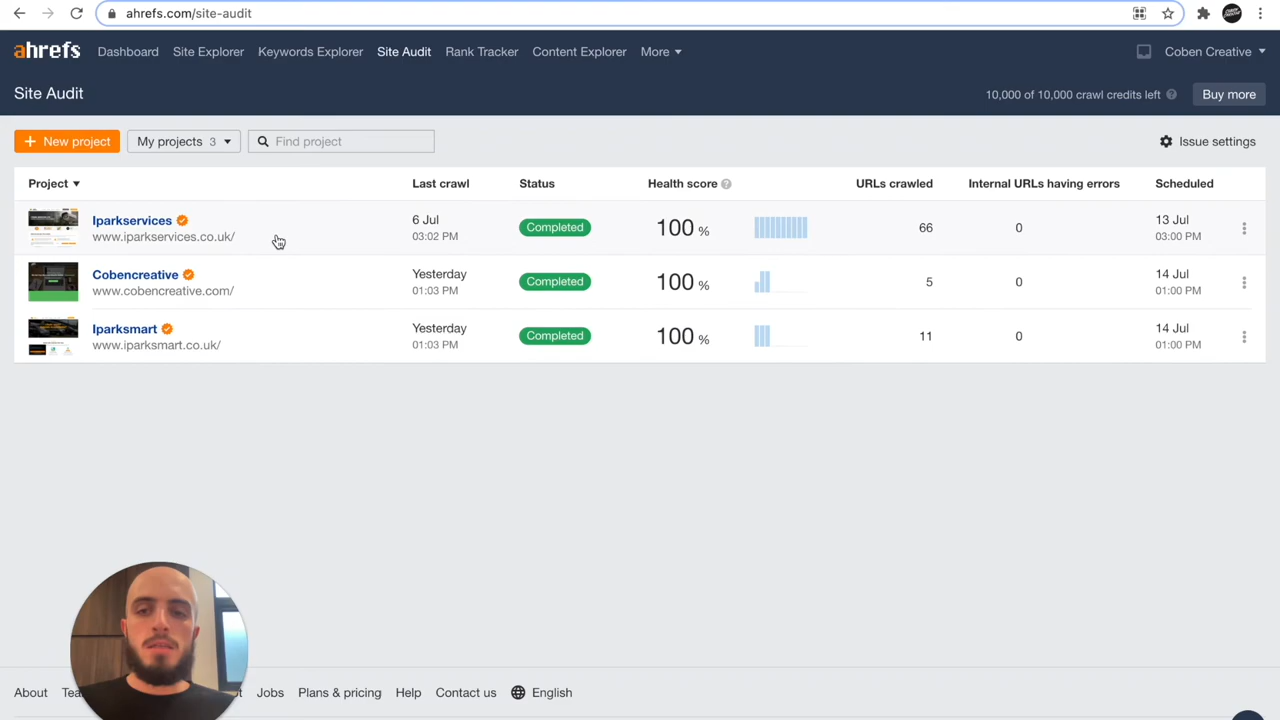 ahrefs.com/site-audit
ahrefs Dashboard Site Explorer Keywords Explorer Site Audit Rank Tracker Content Explorer More Coben Creative
Site Audit 10,000 of 10,000 crawl credits left ? Buy more
+ New project My projects 3 Find project Issue settings
Project Last crawl Status Health score ? URLs crawled Internal URLs having errors Scheduled
Iparkservices 6 Jul Completed 100 % 66 0 13 Jul
www.iparkservices.co.uk/ 03:02 PM 03:00 PM
Cobencreative Yesterday Completed 100 % 5 0 14 Jul
www.cobencreative.com/ 01:03 PM 01:00 PM
Iparksmart Yesterday Completed 100 % 11 0 14 Jul
www.iparksmart.co.uk/ 01:03 PM 01:00 PM
About Jobs Plans & pricing Help Contact us English